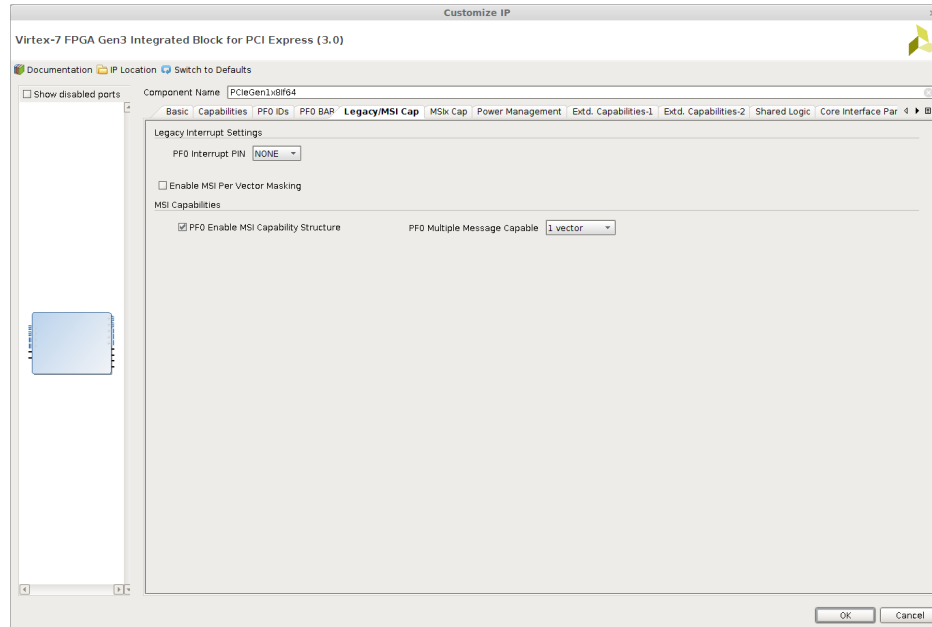 Customize IP
Virtex-7 FPGA Gen3 Integrated Block for PCI Express (3.0)
Documentation IP Location Switch to Defaults
Show disabled ports
Component Name PCIeGen1x8If64
Basic Capabilities PF0 IDs PF0 BAR Legacy/MSI Cap MSIx Cap Power Management Extd. Capabilities-1 Extd. Capabilities-2 Shared Logic Core Interface Par
Legacy Interrupt Settings
PF0 Interrupt PIN NONE
Enable MSI Per Vector Masking
MSI Capabilities
PF0 Enable MSI Capability Structure PF0 Multiple Message Capable 1 vector
OK Cancel